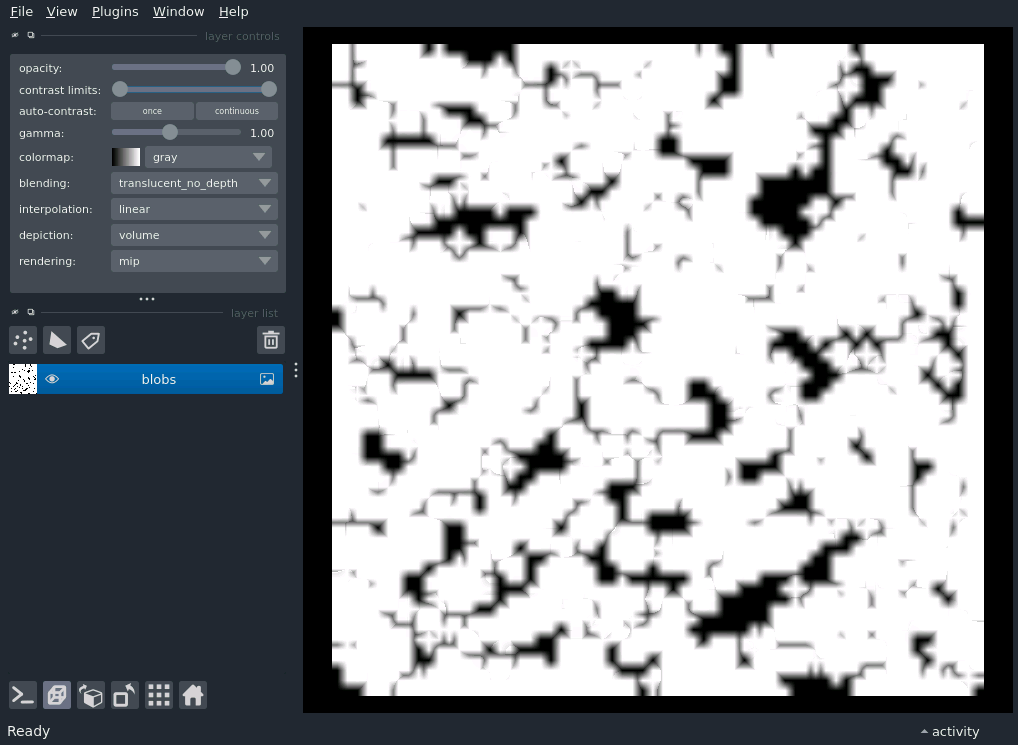 File View Plugins Window Help
layer controls
opacity: 1.00
contrast limits:
auto-contrast: once continuous
gamma: 1.00
colormap: gray
blending: translucent_no_depth
interpolation: linear
depiction: volume
rendering: mip
layer list
blobs
Ready activity